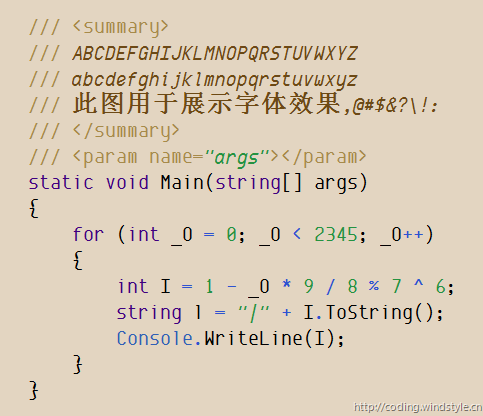 /// <summary>
/// ABCDEFGHIJKLMNOPQRSTUVWXYZ
/// abcdefghijklmnopqrstuvwxyz
/// 此图用于展示字体效果,@#$&?\!:
/// </summary>
/// <param name="args"></param>
static void Main(string[] args)
{
    for (int _O = 0; _O < 2345; _O++)
    {
        int I = 1 - _O * 9 / 8 % 7 ^ 6;
        string l = "|" + I.ToString();
        Console.WriteLine(I);
    }
}
http://coding.windstyle.cn